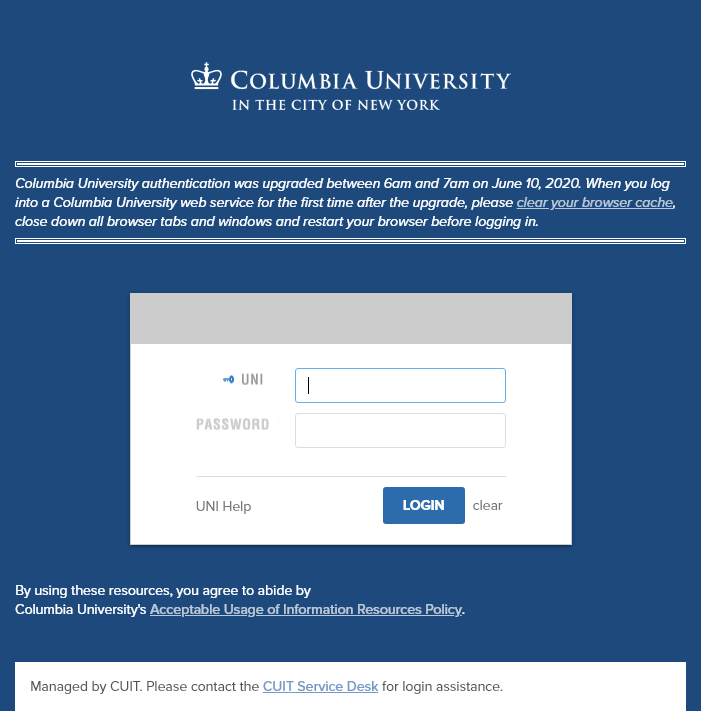 COLUMBIA UNIVERSITY
IN THE CITY OF NEW YORK
Columbia University authentication was upgraded between 6am and 7am on June 10, 2020. When you log
into a Columbia University web service for the first time after the upgrade, please clear your browser cache,
close down all browser tabs and windows and restart your browser before logging in.
UNI
PASSWORD
UNI Help LOGIN clear
By using these resources, you agree to abide by
Columbia University's Acceptable Usage of Information Resources Policy.
Managed by CUIT. Please contact the CUIT Service Desk for login assistance.